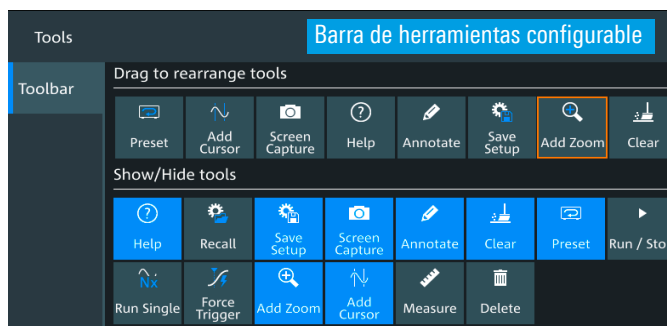 Tools
Barra de herramientas configurable
Toolbar
Drag to rearrange tools
Preset
Add
Cursor
Screen
Capture
Help
Annotate
Save
Setup
Add Zoom
Clear
Show/Hide tools
Help
Recall
Save
Setup
Screen
Capture
Annotate
Clear
Preset
Run / Sto
Nx
Run Single
Force
Trigger
Add Zoom
Add
Cursor
Measure
Delete